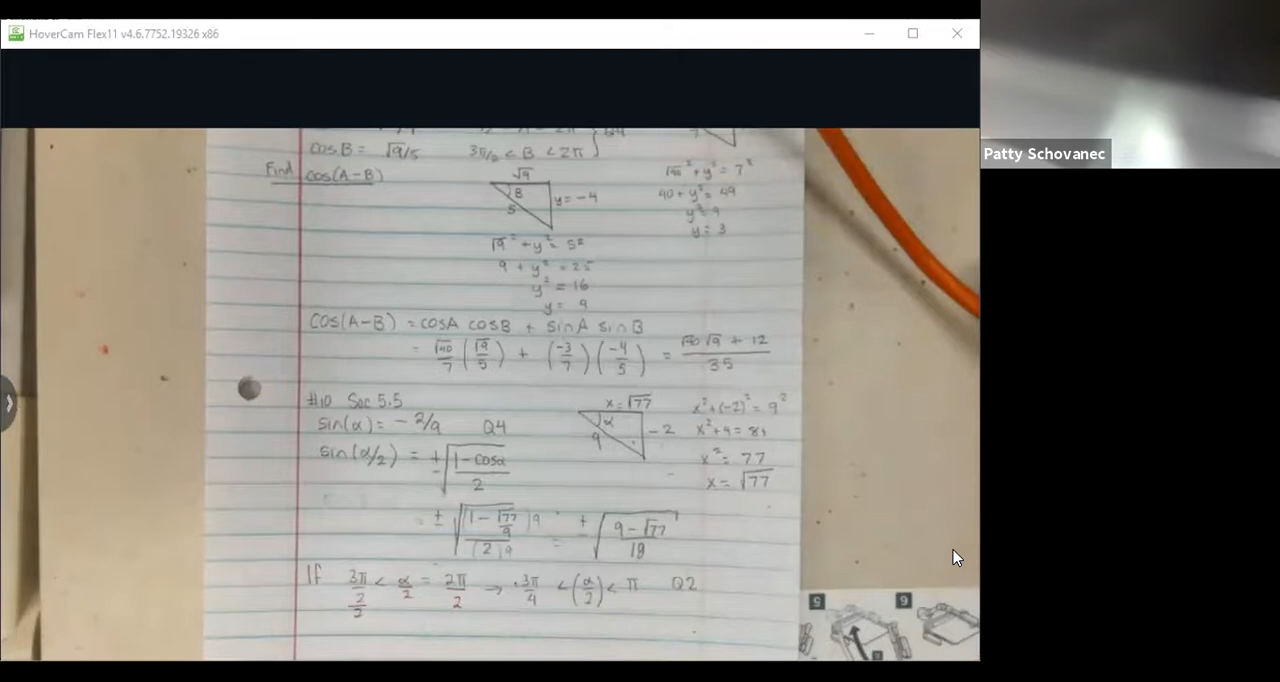 HoverCam Flex11 v4.6.7752.19326 x86
Patty Schovanec
cos B = √9/5 3π/2 < B < 2π
Find cos(A-B)
√9
8
5
y = -4
√40² + y² = 7²
40 + y² = 49
y² = 9
y = 3
√9² + y² = 5²
9 + y² = 25
y² = 16
y = 9
cos(A-B) = cosA cosB + sinA sinB
= √40/7 (√9/5) + (-3/7)(-4/5) = √40 √9 + 12 / 35
#10 Sec 5.5
sin(α) = -2/9 Q4
x = √77
α
9
-2
x² + (-2)² = 9²
x² + 4 = 81
x² = 77
x = √77
sin(α/2) = ± √(1 - cosα / 2)
= ± √((1 - √77/9)9 / (2)9) = ± √(9 - √77 / 18)
If 3π/2/2 < α/2 = 2π/2 → 3π/4 < (α/2) < π Q2
5
6